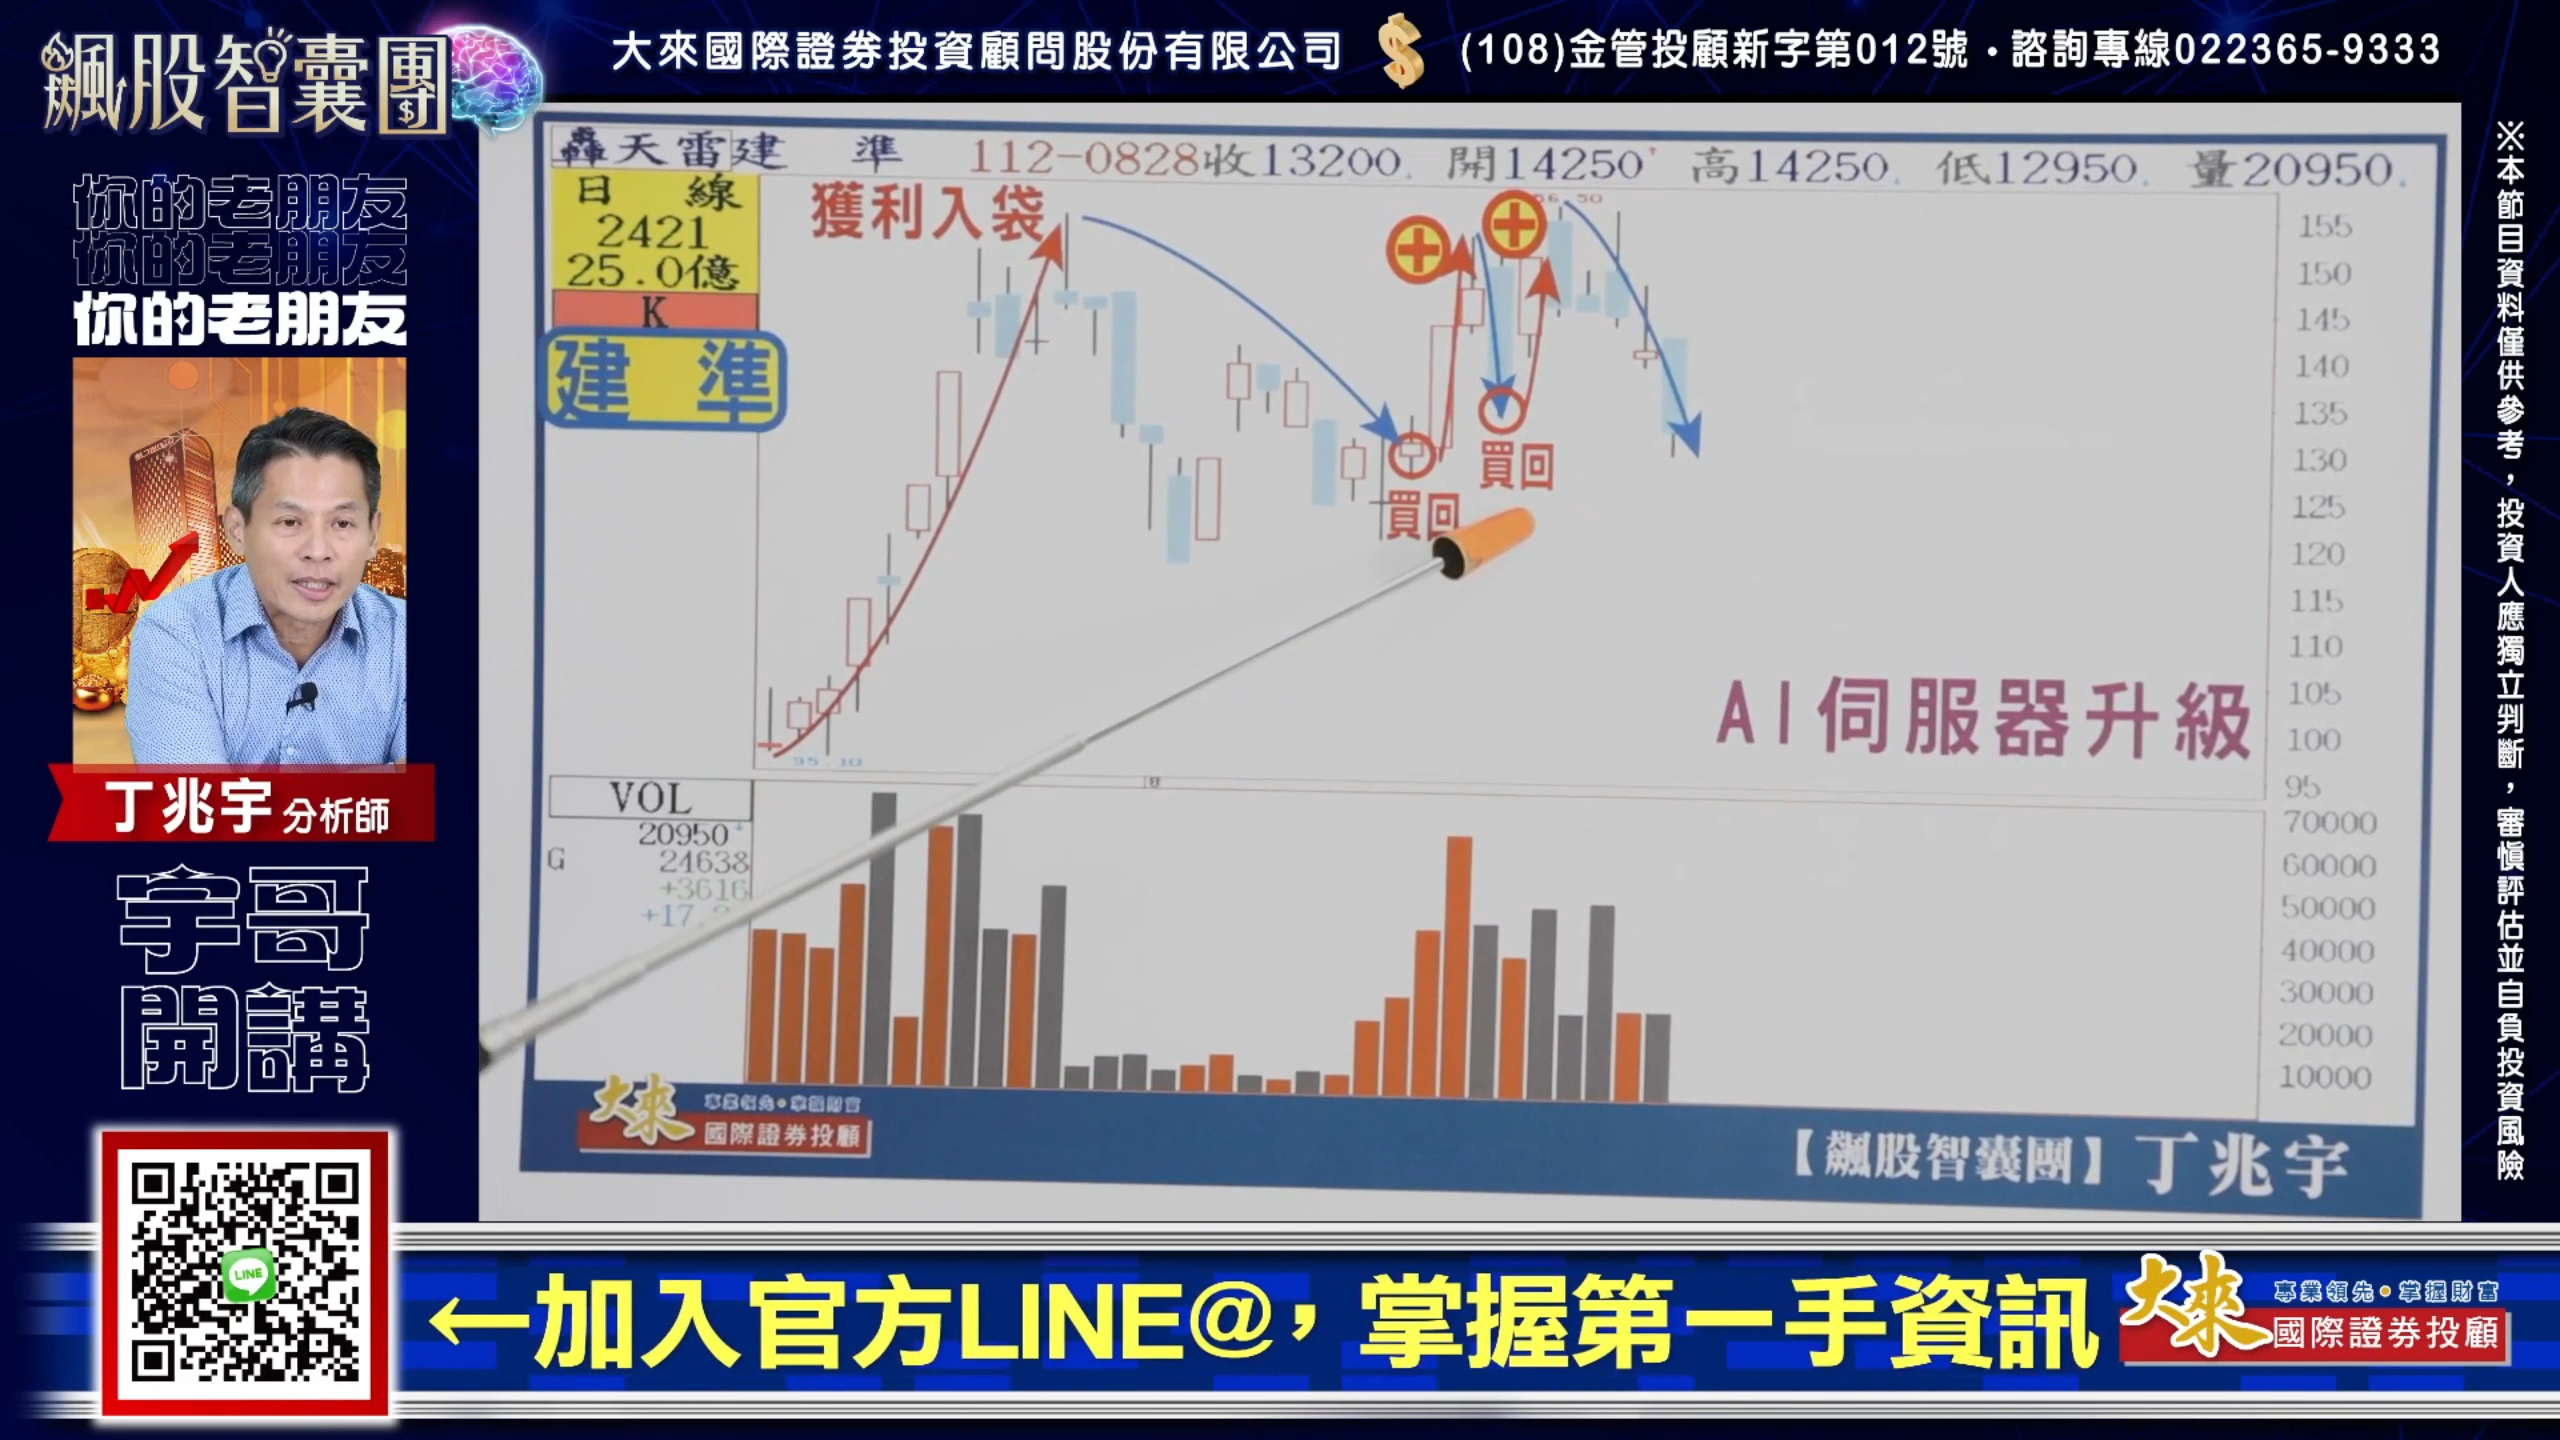 飆股智囊團
大來國際證券投資顧問股份有限公司
(108)金管投顧新字第012號・諮詢專線022365-9333
你的老朋友
你的老朋友
你的老朋友
丁兆宇 分析師
宇哥
開講
轟天雷建 準 112-0828收13200 開14250 高14250 低12950 量20950
日 線
2421
25.0億
K
建 準
獲利入袋
買回
買回
95.10
155
150
145
140
135
130
125
120
115
110
105
100
95
AI伺服器升級
VOL
20950
G 24638
+3616
70000
60000
50000
40000
30000
20000
10000
大來
專業領先・掌握財富
國際證券投顧
【飆股智囊團】丁兆宇
※本節目資料僅供參考，投資人應獨立判斷，審慎評估並自負投資風險
LINE
←加入官方LINE@，掌握第一手資訊
大來
專業領先・掌握財富
國際證券投顧